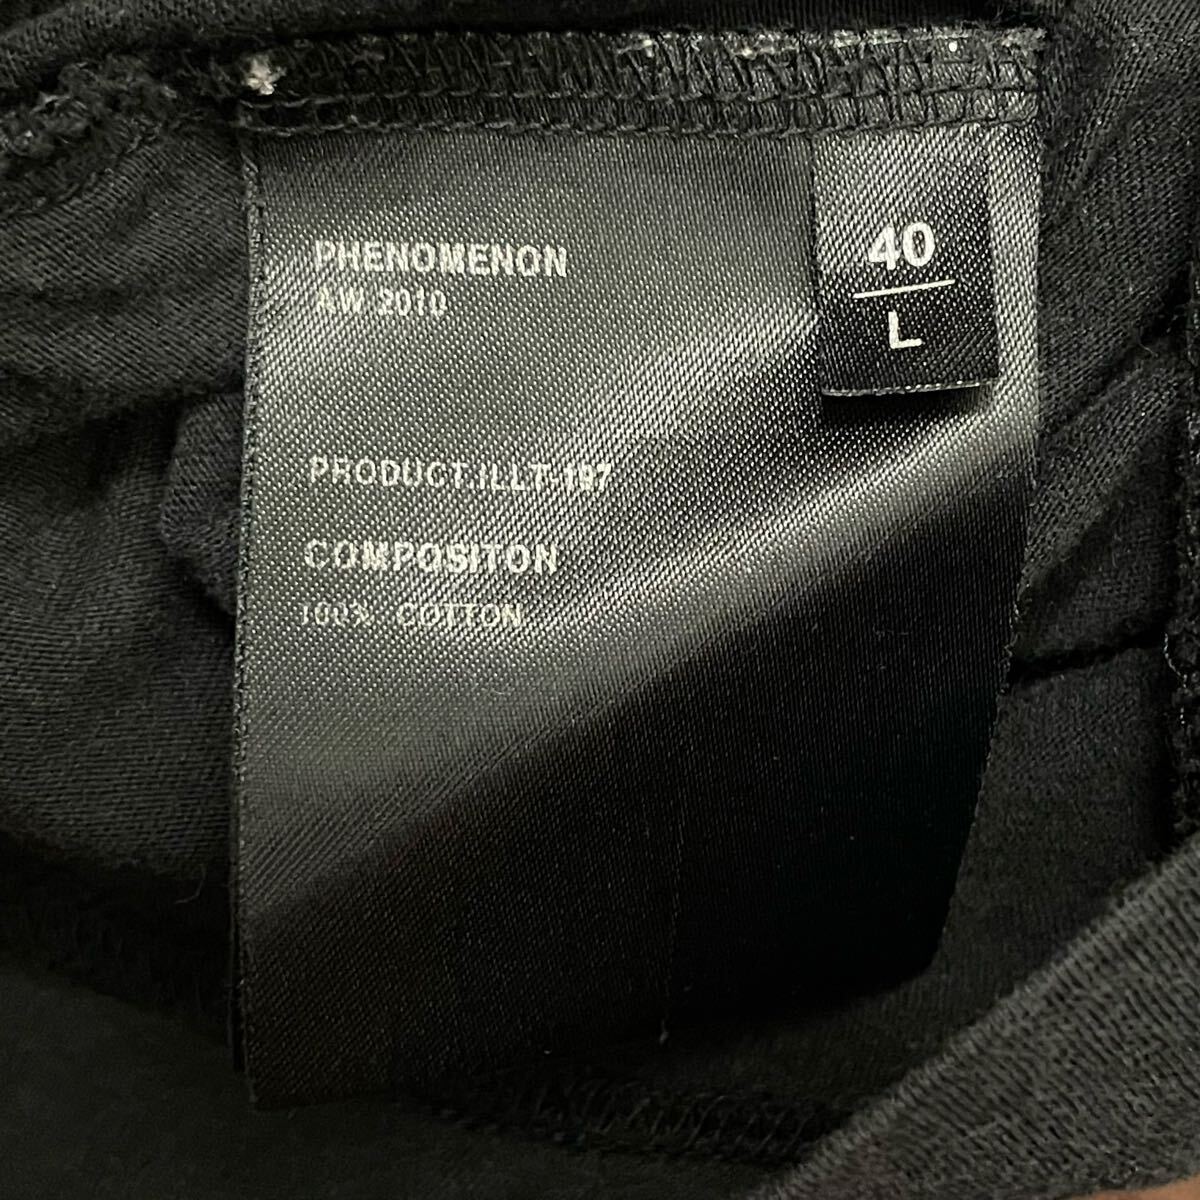 PHENOMENON
AW 2010
40
L
PRODUCT.ILLT-197
COMPOSITON
100% COTTON